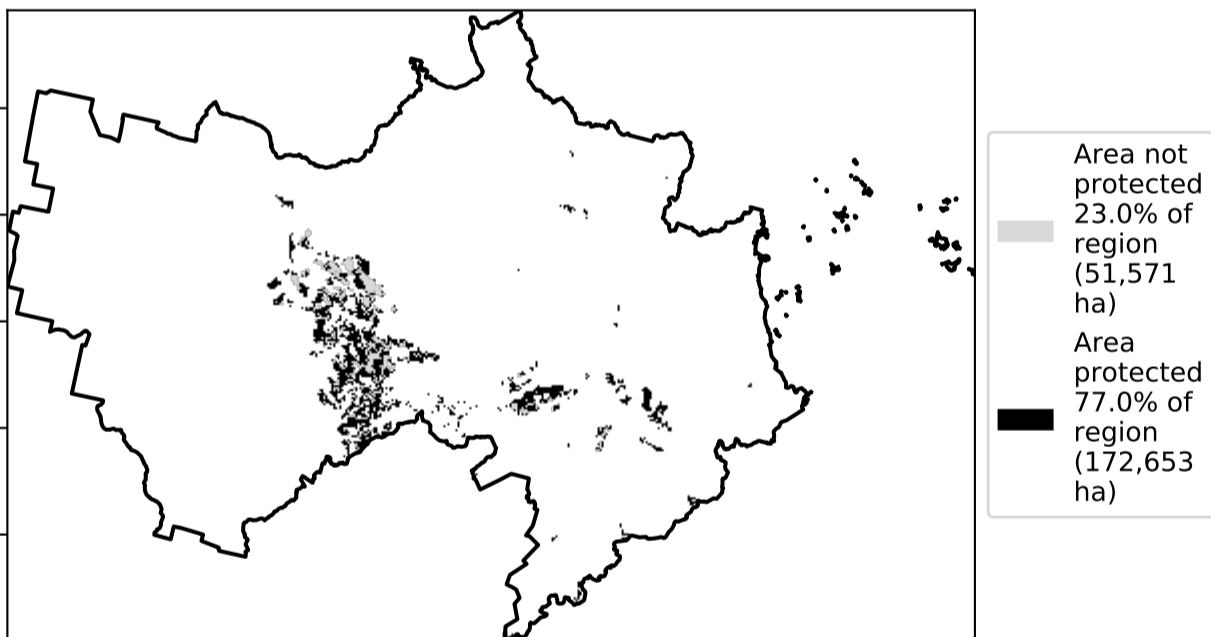 Area not
protected
23.0% of
region
(51,571
ha)
Area
protected
77.0% of
region
(172,653
ha)